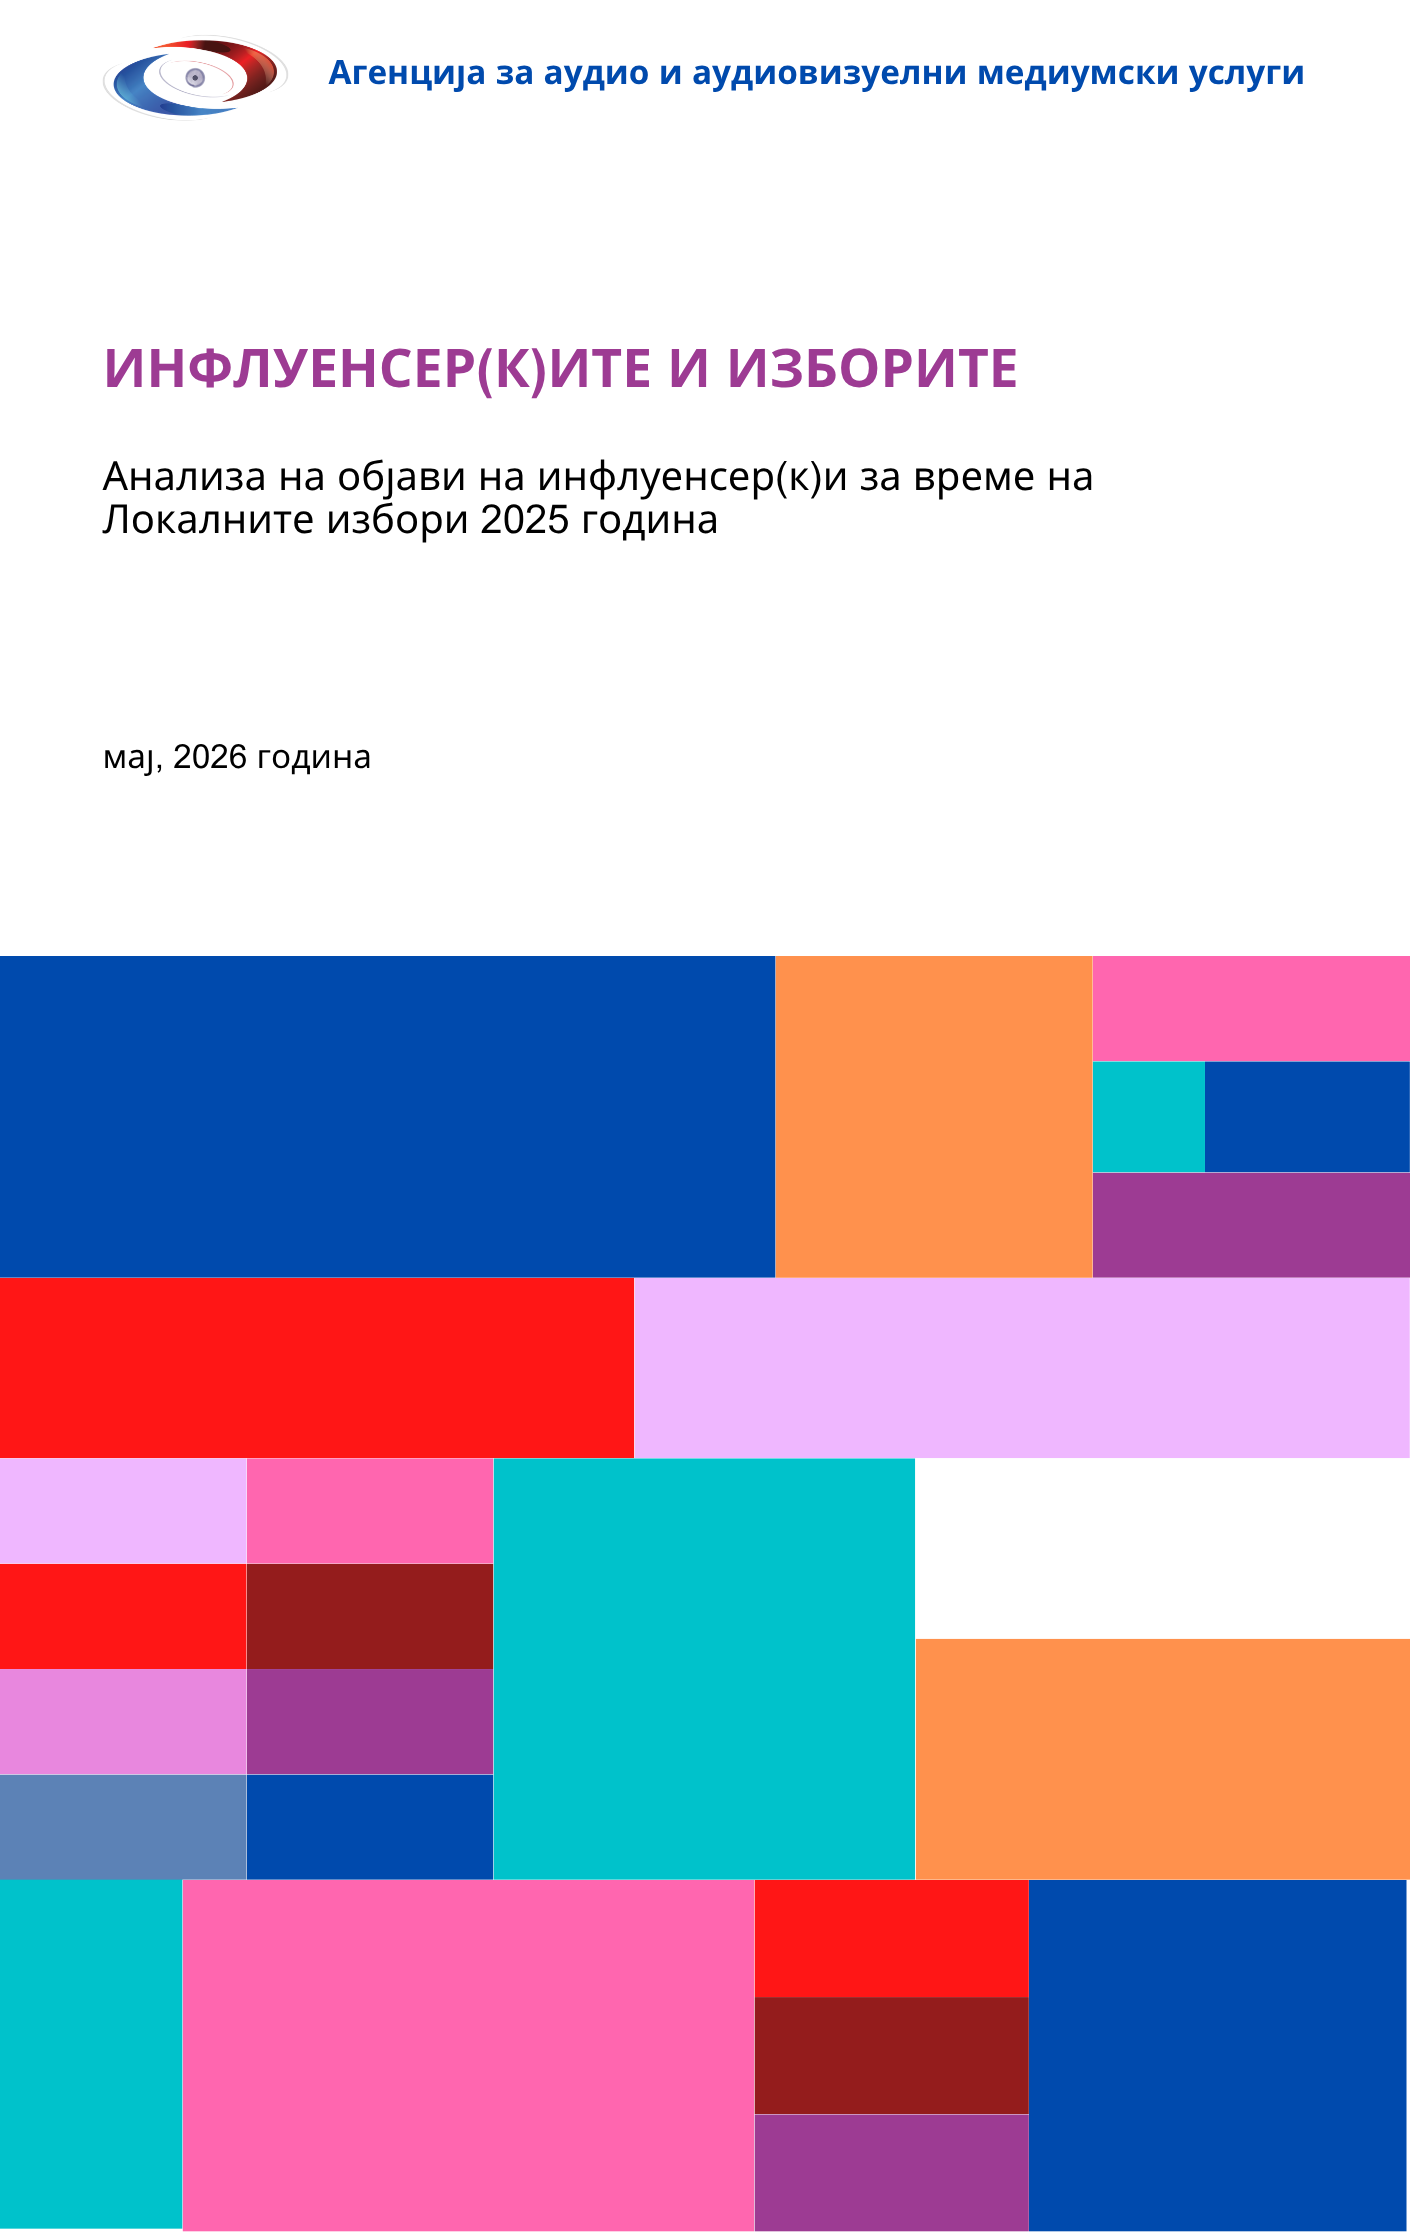 Агенција за аудио и аудиовизуелни медиумски услуги
ИНФЛУЕНСЕР(К)ИТЕ И ИЗБОРИТЕ
Анализа на објави на инфлуенсер(к)и за време на
Локалните избори 2025 година
мај, 2026 година